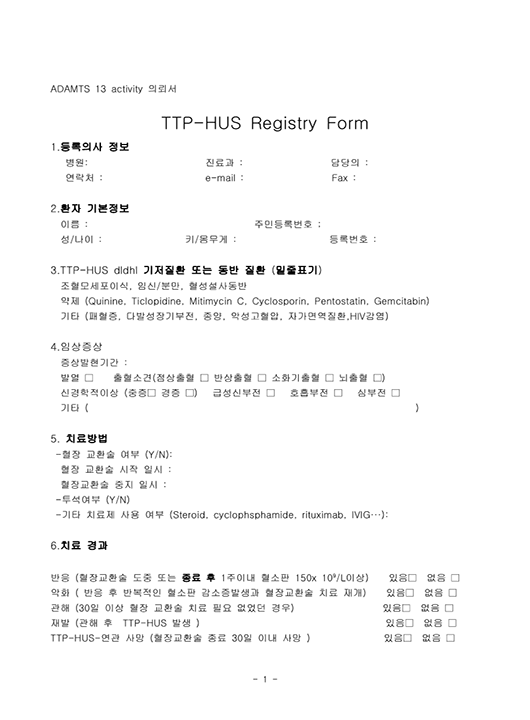 ADAMTS 13 activity 의뢰서
TTP-HUS Registry Form
1.등록의사 정보
병원: 진료과 : 담당의 :
연락처 : e-mail : Fax :
2.환자 기본정보
이름 : 주민등록번호 :
성/나이 : 키/몸무게 : 등록번호 :
3.TTP-HUS dldhl 기저질환 또는 동반 질환 (밑줄표기)
조혈모세포이식, 임신/분만, 혈성설사동반
약제 (Quinine, Ticlopidine, Mitimycin C, Cyclosporin, Pentostatin, Gemcitabin)
기타 (패혈증, 다발성장기부전, 종양, 악성고혈압, 자가면역질환,HIV감염)
4.임상증상
증상발현기간 :
발열 □ 출혈소견(점상출혈 □ 반상출혈 □ 소화기출혈 □ 뇌출혈 □)
신경학적이상 (중증□ 경증 □) 급성신부전 □ 호흡부전 □ 심부전 □
기타 ( )
5. 치료방법
-혈장 교환술 여부 (Y/N):
혈장 교환술 시작 일시 :
혈장교환술 중지 일시 :
-투석여부 (Y/N)
-기타 치료제 사용 여부 (Steroid, cyclophsphamide, rituximab, IVIG…):
6.치료 경과
반응 (혈장교환술 도중 또는 종료 후 1주이내 혈소판 150x 10⁹/L이상) 있음□ 없음 □
악화 ( 반응 후 반복적인 혈소판 감소증발생과 혈장교환술 치료 재개) 있음□ 없음 □
관해 (30일 이상 혈장 교환술 치료 필요 없었던 경우) 있음□ 없음 □
재발 (관해 후 TTP-HUS 발생 ) 있음□ 없음 □
TTP-HUS-연관 사망 (혈장교환술 종료 30일 이내 사망 ) 있음□ 없음 □
- 1 -